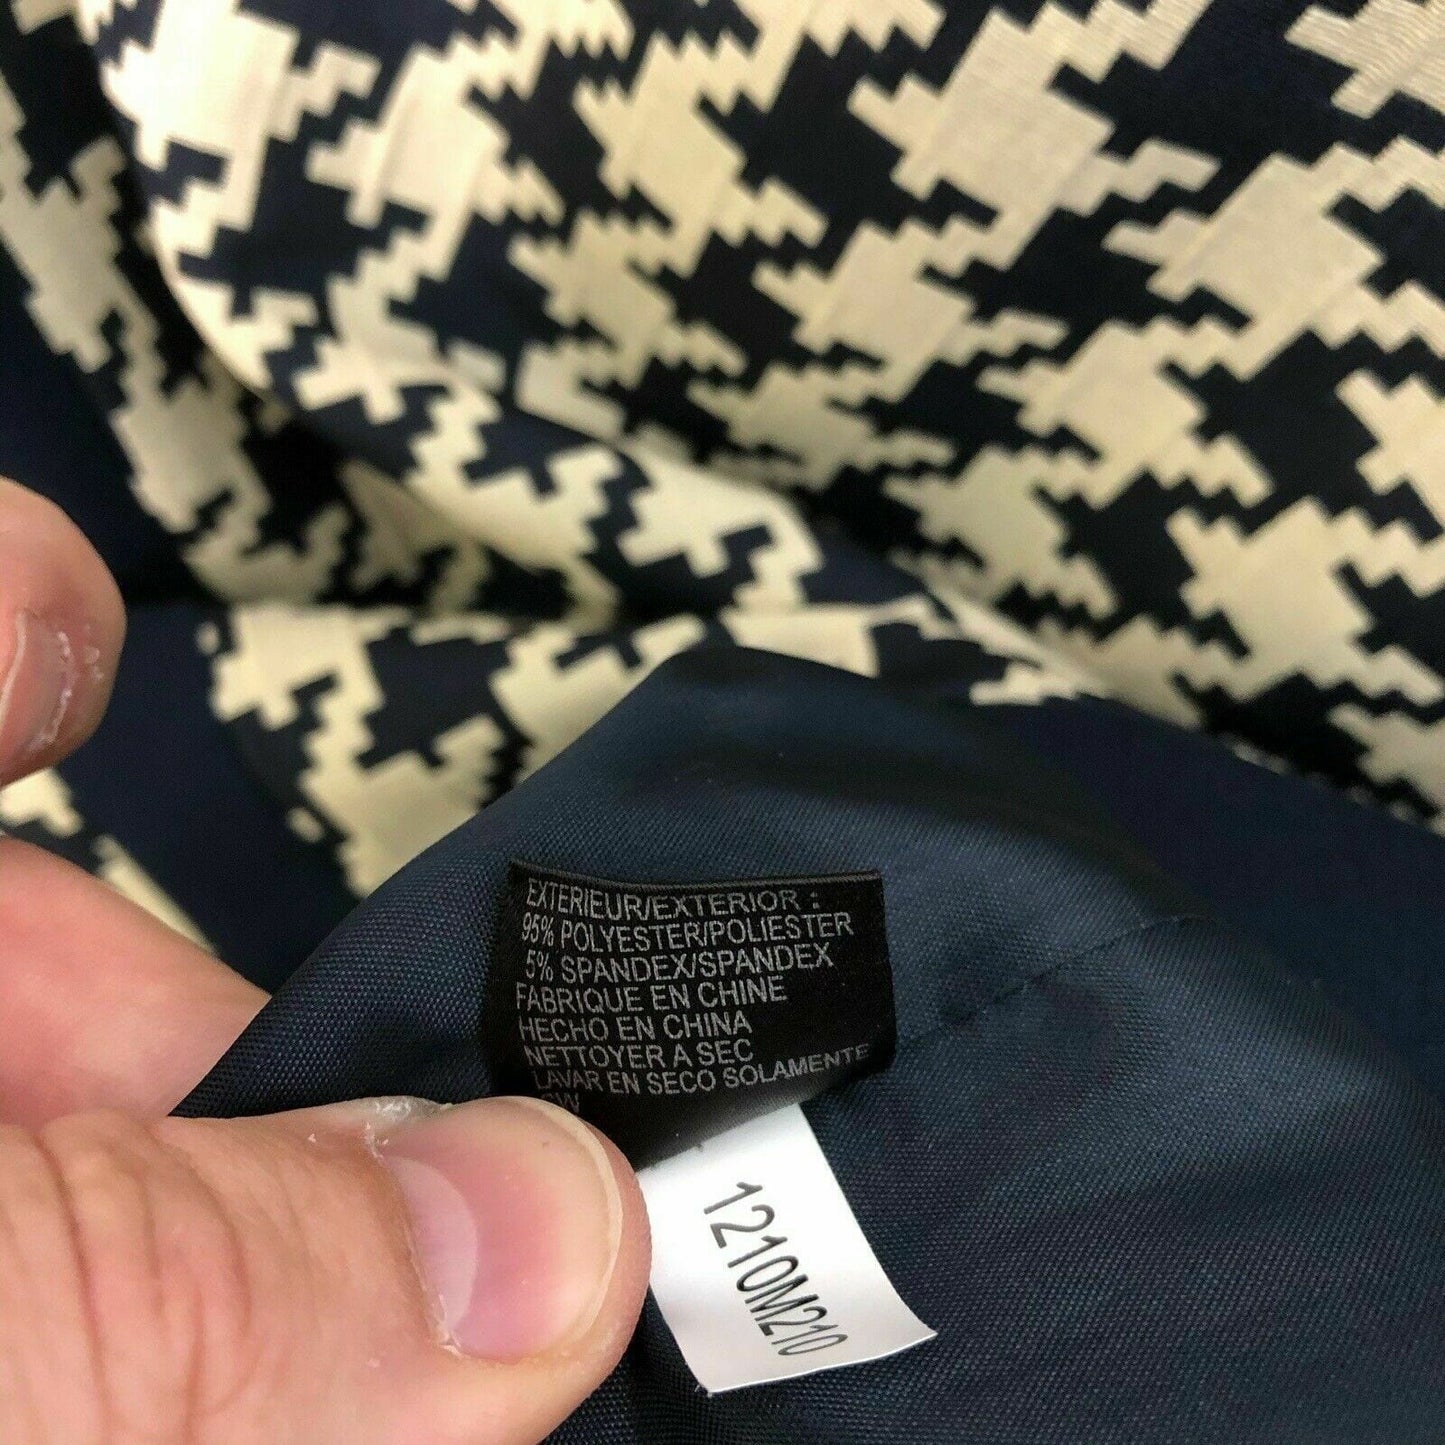 EXTERIEUR/EXTERIOR :
95% POLYESTER/POLIESTER
5% SPANDEX/SPANDEX
FABRIQUE EN CHINE
HECHO EN CHINA
NETTOYER A SEC
LAVAR EN SECO SOLAMENTE
1210M210